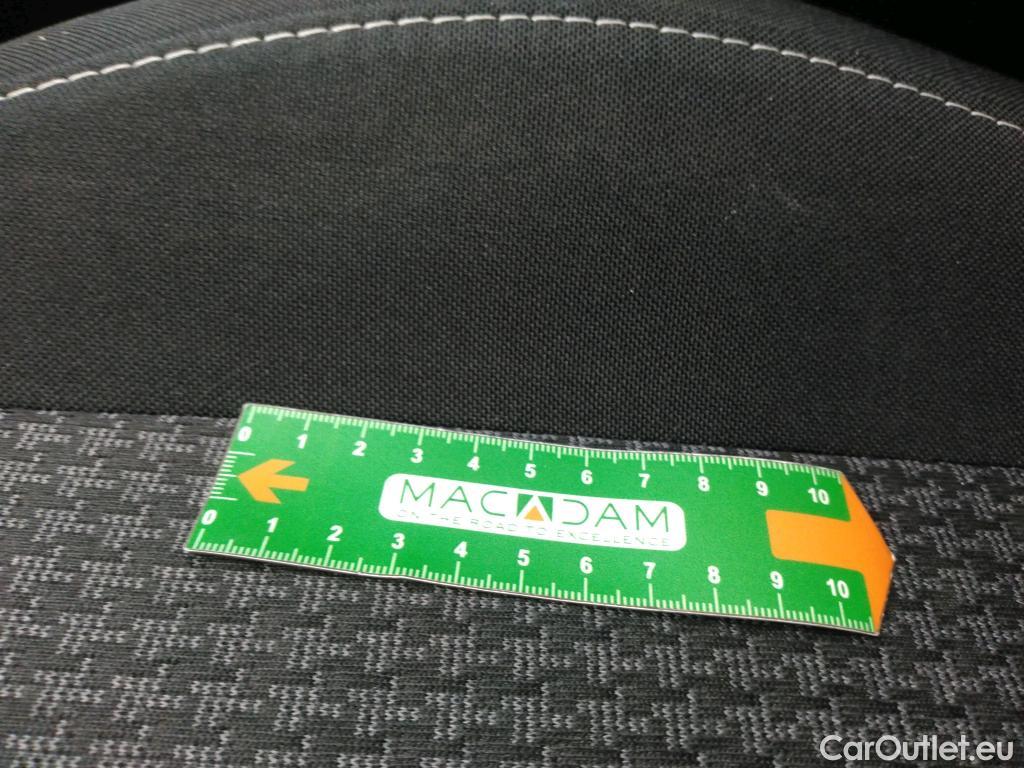 0 1 2 3 4 5 6 7 8 9 10
MACADAM
ON THE ROAD TO EXCELLENCE
0 1 2 3 4 5 6 7 8 9 10
CarOutlet.eu